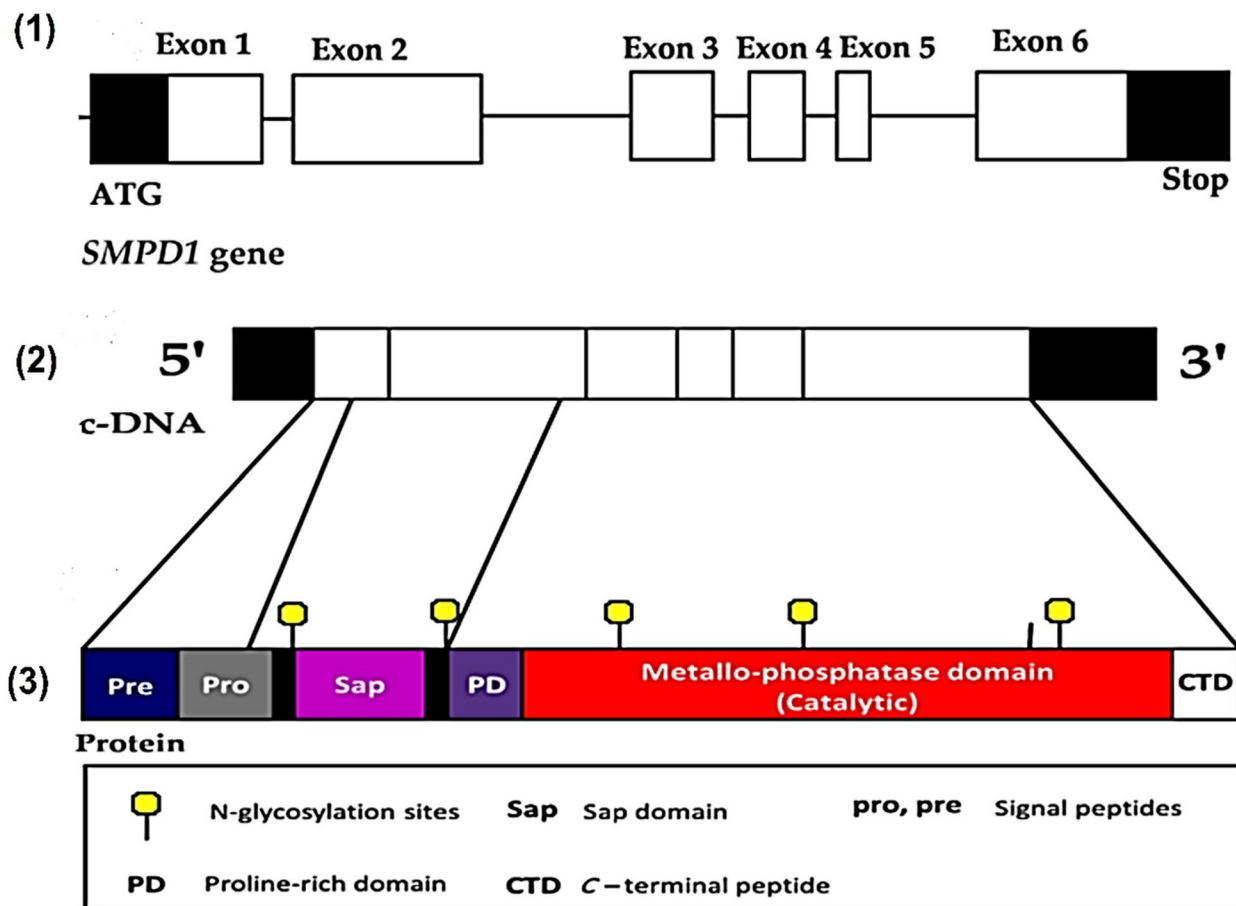 (1)
Exon 1 Exon 2 Exon 3 Exon 4 Exon 5 Exon 6
ATG Stop
SMPD1 gene
(2) 5' 3'
c-DNA
(3) Pre Pro Sap PD Metallo-phosphatase domain (Catalytic) CTD
Protein
N-glycosylation sites Sap Sap domain pro, pre Signal peptides
PD Proline-rich domain CTD C – terminal peptide